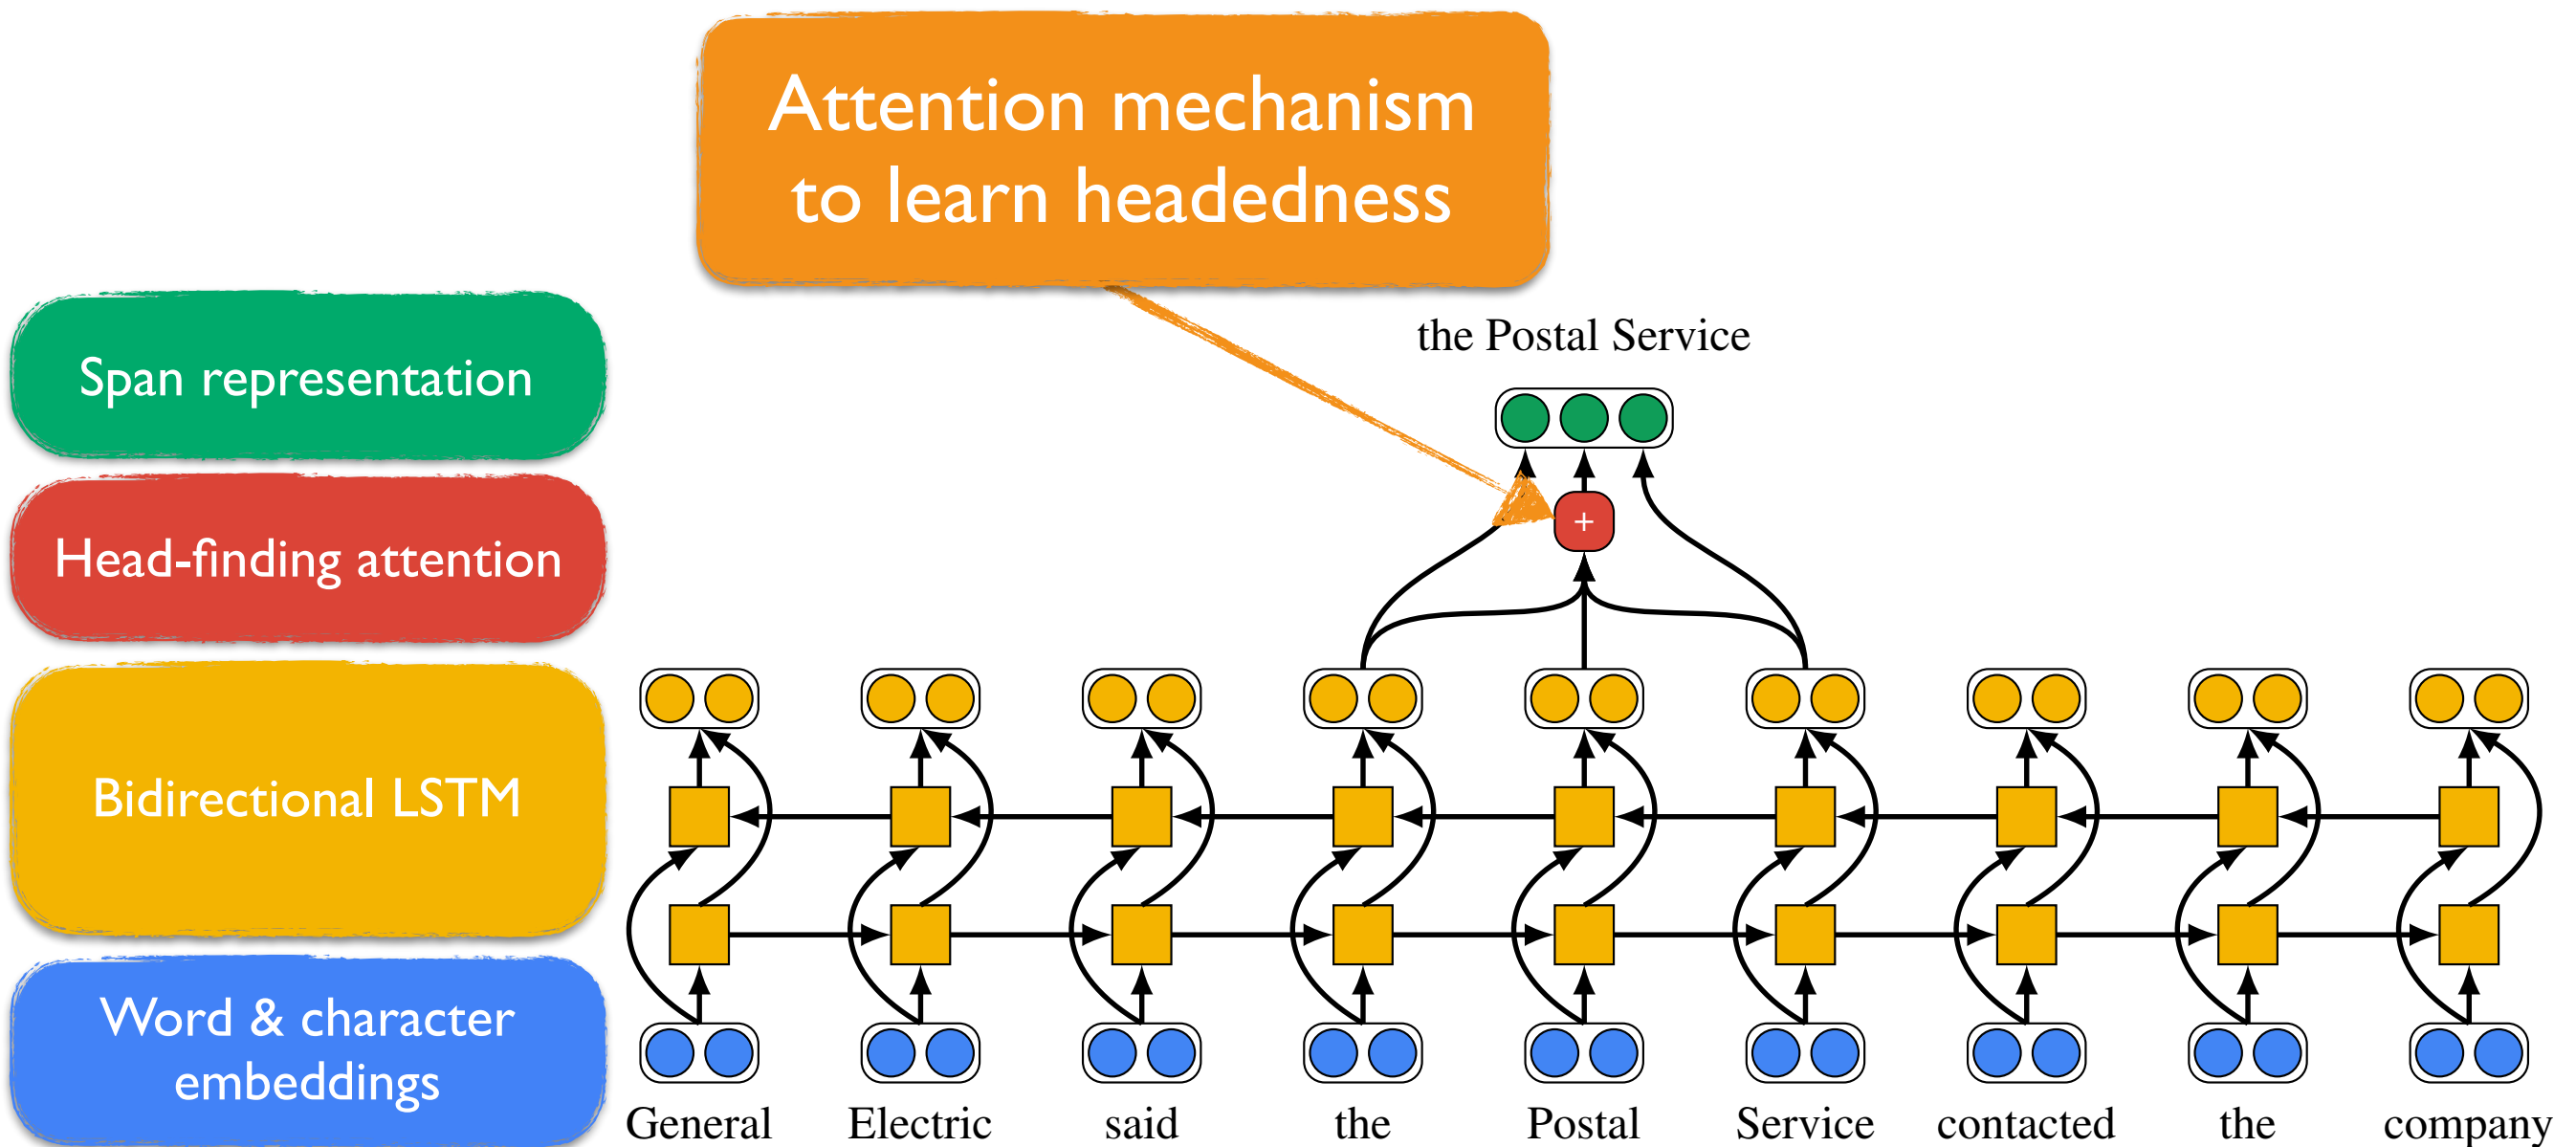 Attention mechanism
to learn headedness
the Postal Service
Span representation
+
Head-finding attention
Bidirectional LSTM
Word & character
embeddings
General Electric said the Postal Service contacted the company